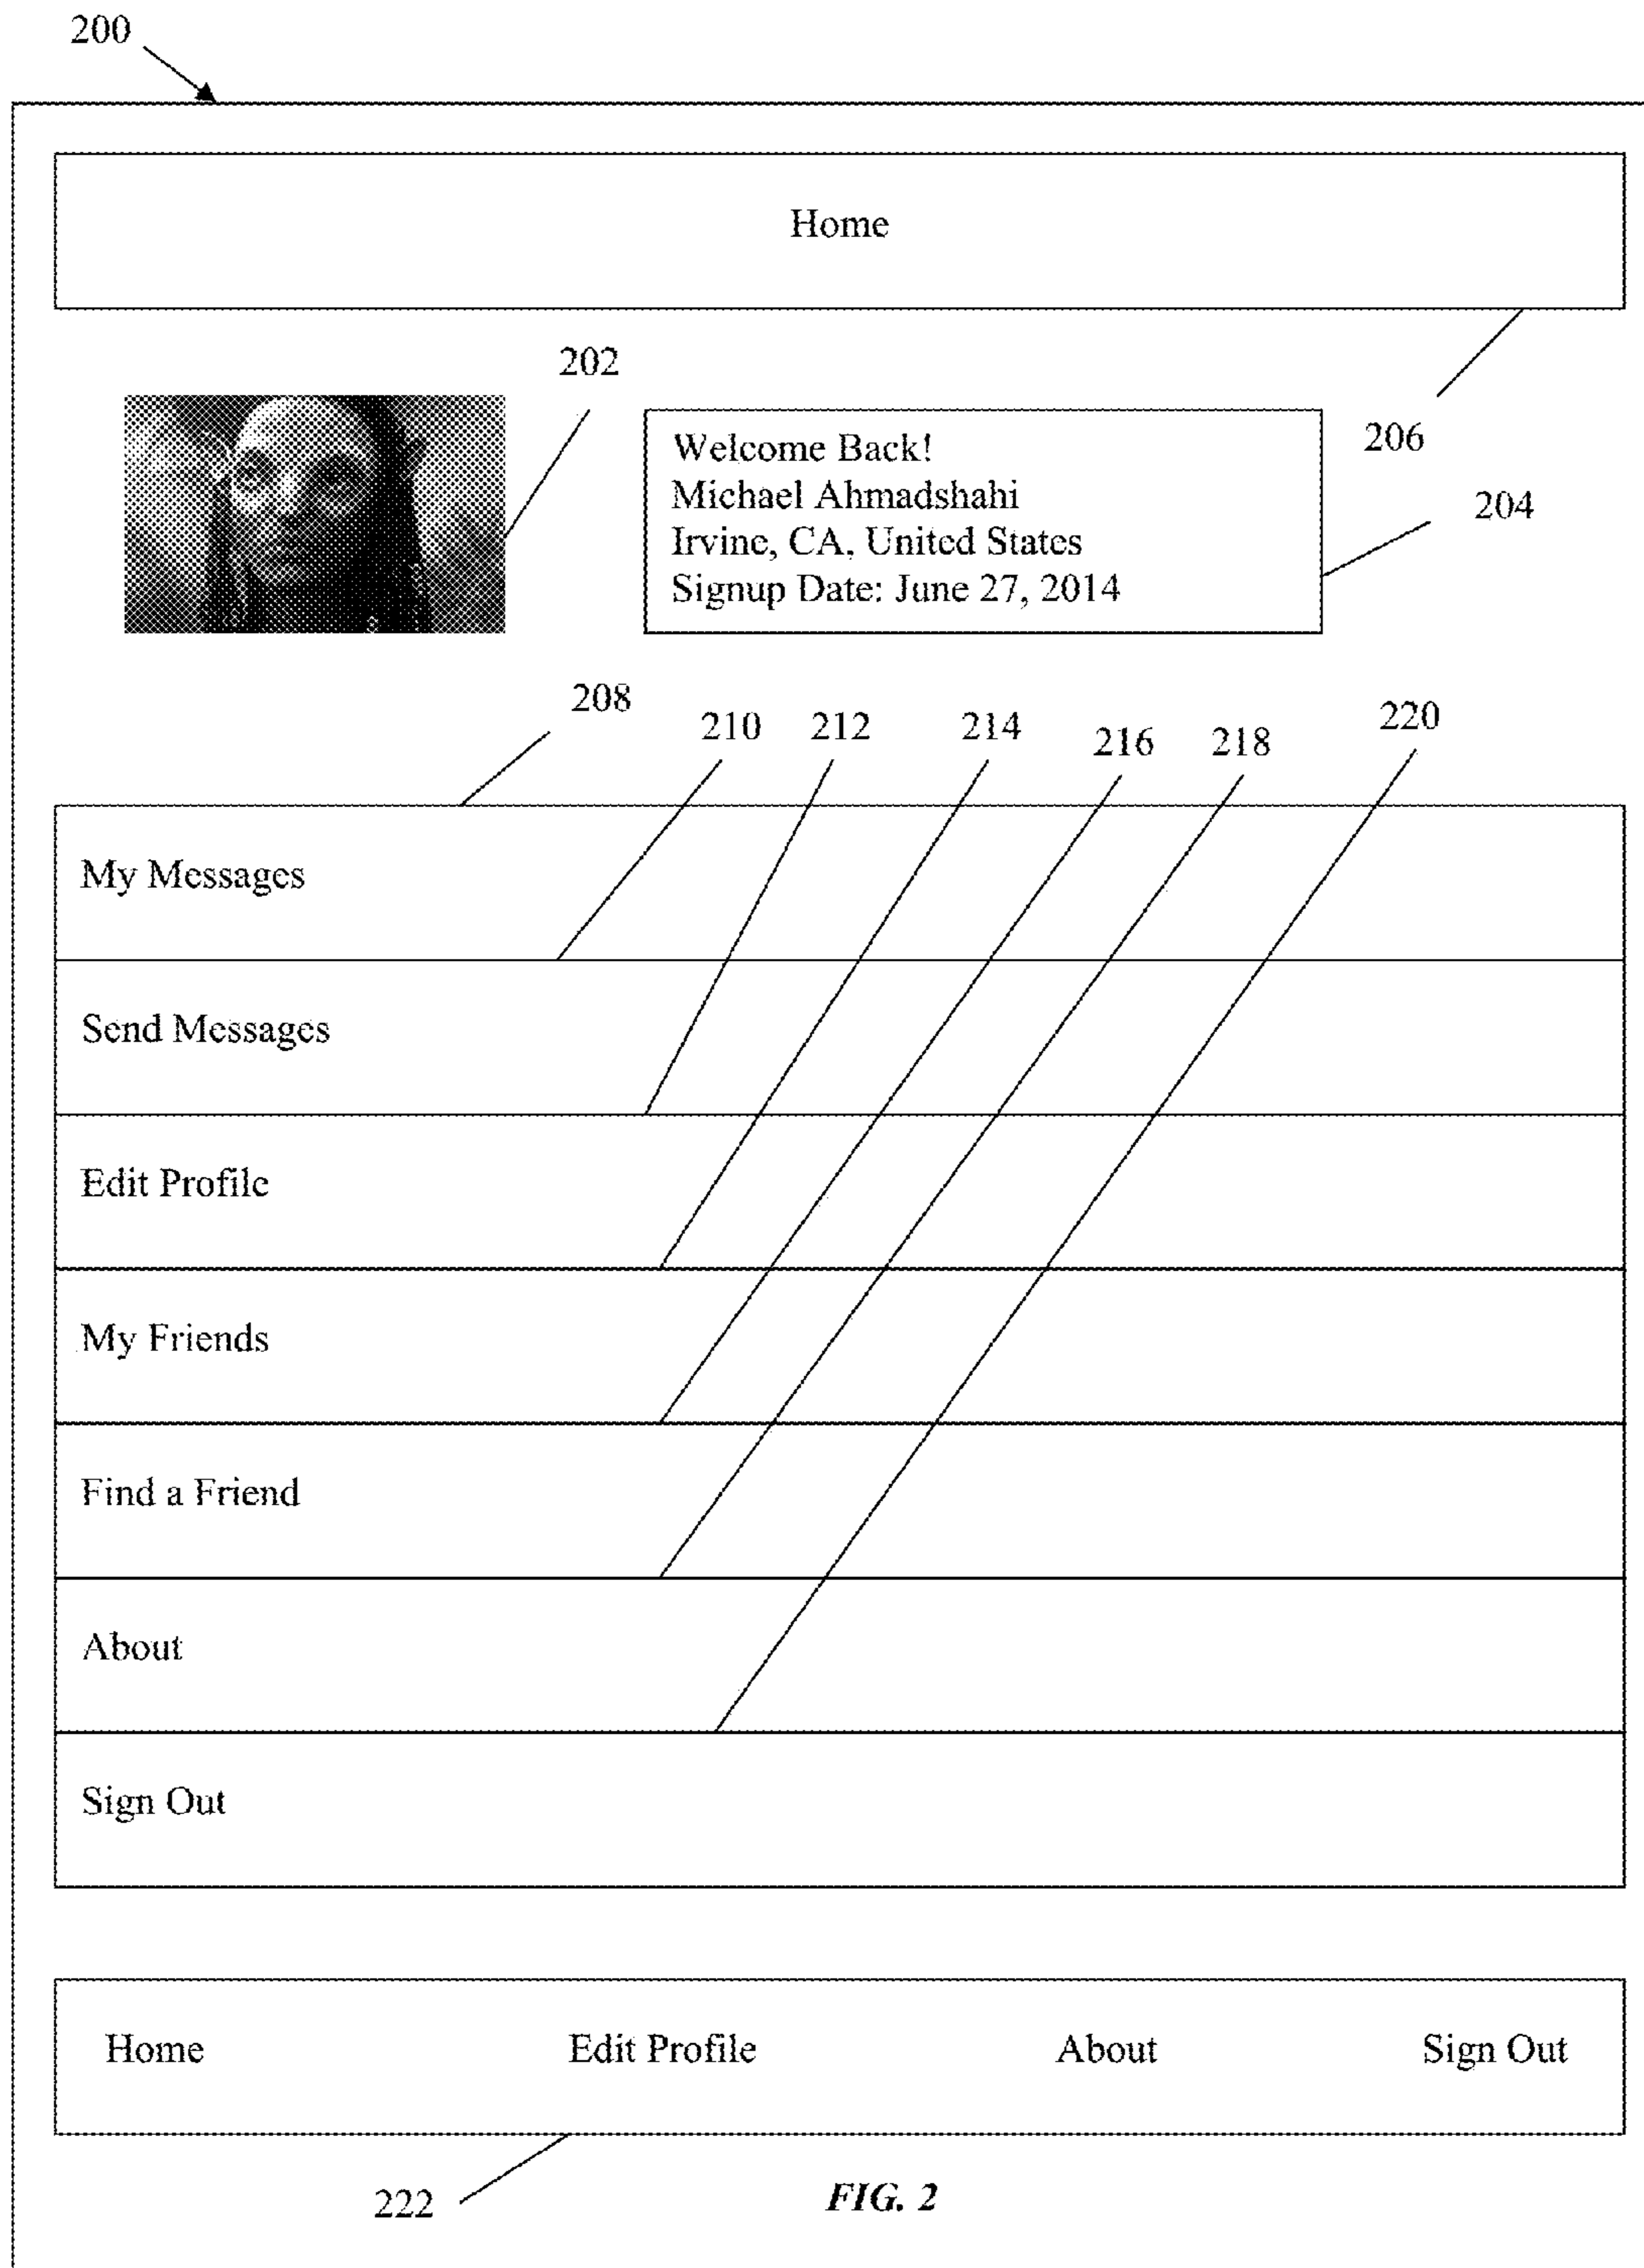 200
Home
202
206
Welcome Back!
Michael Ahmadshahi
Irvine, CA, United States
Signup Date: June 27, 2014
204
208
210
212
214
216
218
220
My Messages
Send Messages
Edit Profile
My Friends
Find a Friend
About
Sign Out
Home Edit Profile About Sign Out
222
FIG. 2